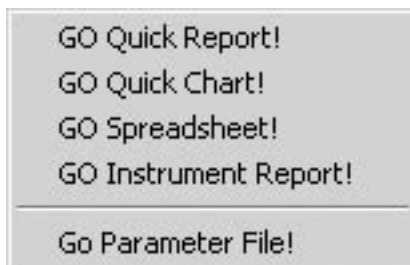 GO Quick Report!
GO Quick Chart!
GO Spreadsheet!
GO Instrument Report!
Go Parameter File!